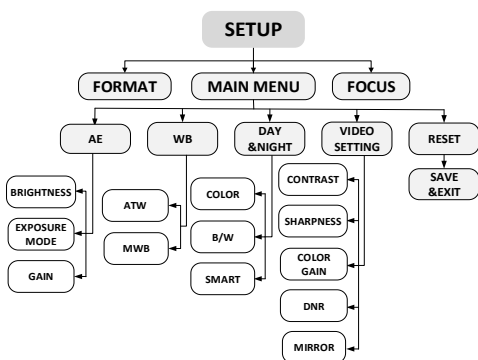 SETUP
FORMAT
MAIN MENU
FOCUS
AE
WB
DAY
&NIGHT
VIDEO
SETTING
RESET
SAVE
&EXIT
BRIGHTNESS
EXPOSURE
MODE
GAIN
ATW
MWB
COLOR
B/W
SMART
CONTRAST
SHARPNESS
COLOR
GAIN
DNR
MIRROR